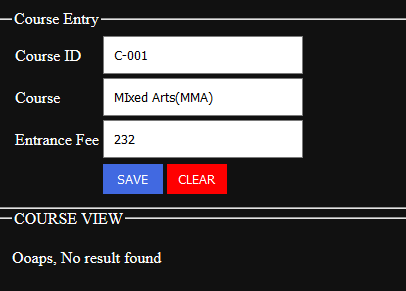 Course Entry
Course ID C-001
Course MIxed Arts(MMA)
Entrance Fee 232
SAVE CLEAR
COURSE VIEW
Ooaps, No result found